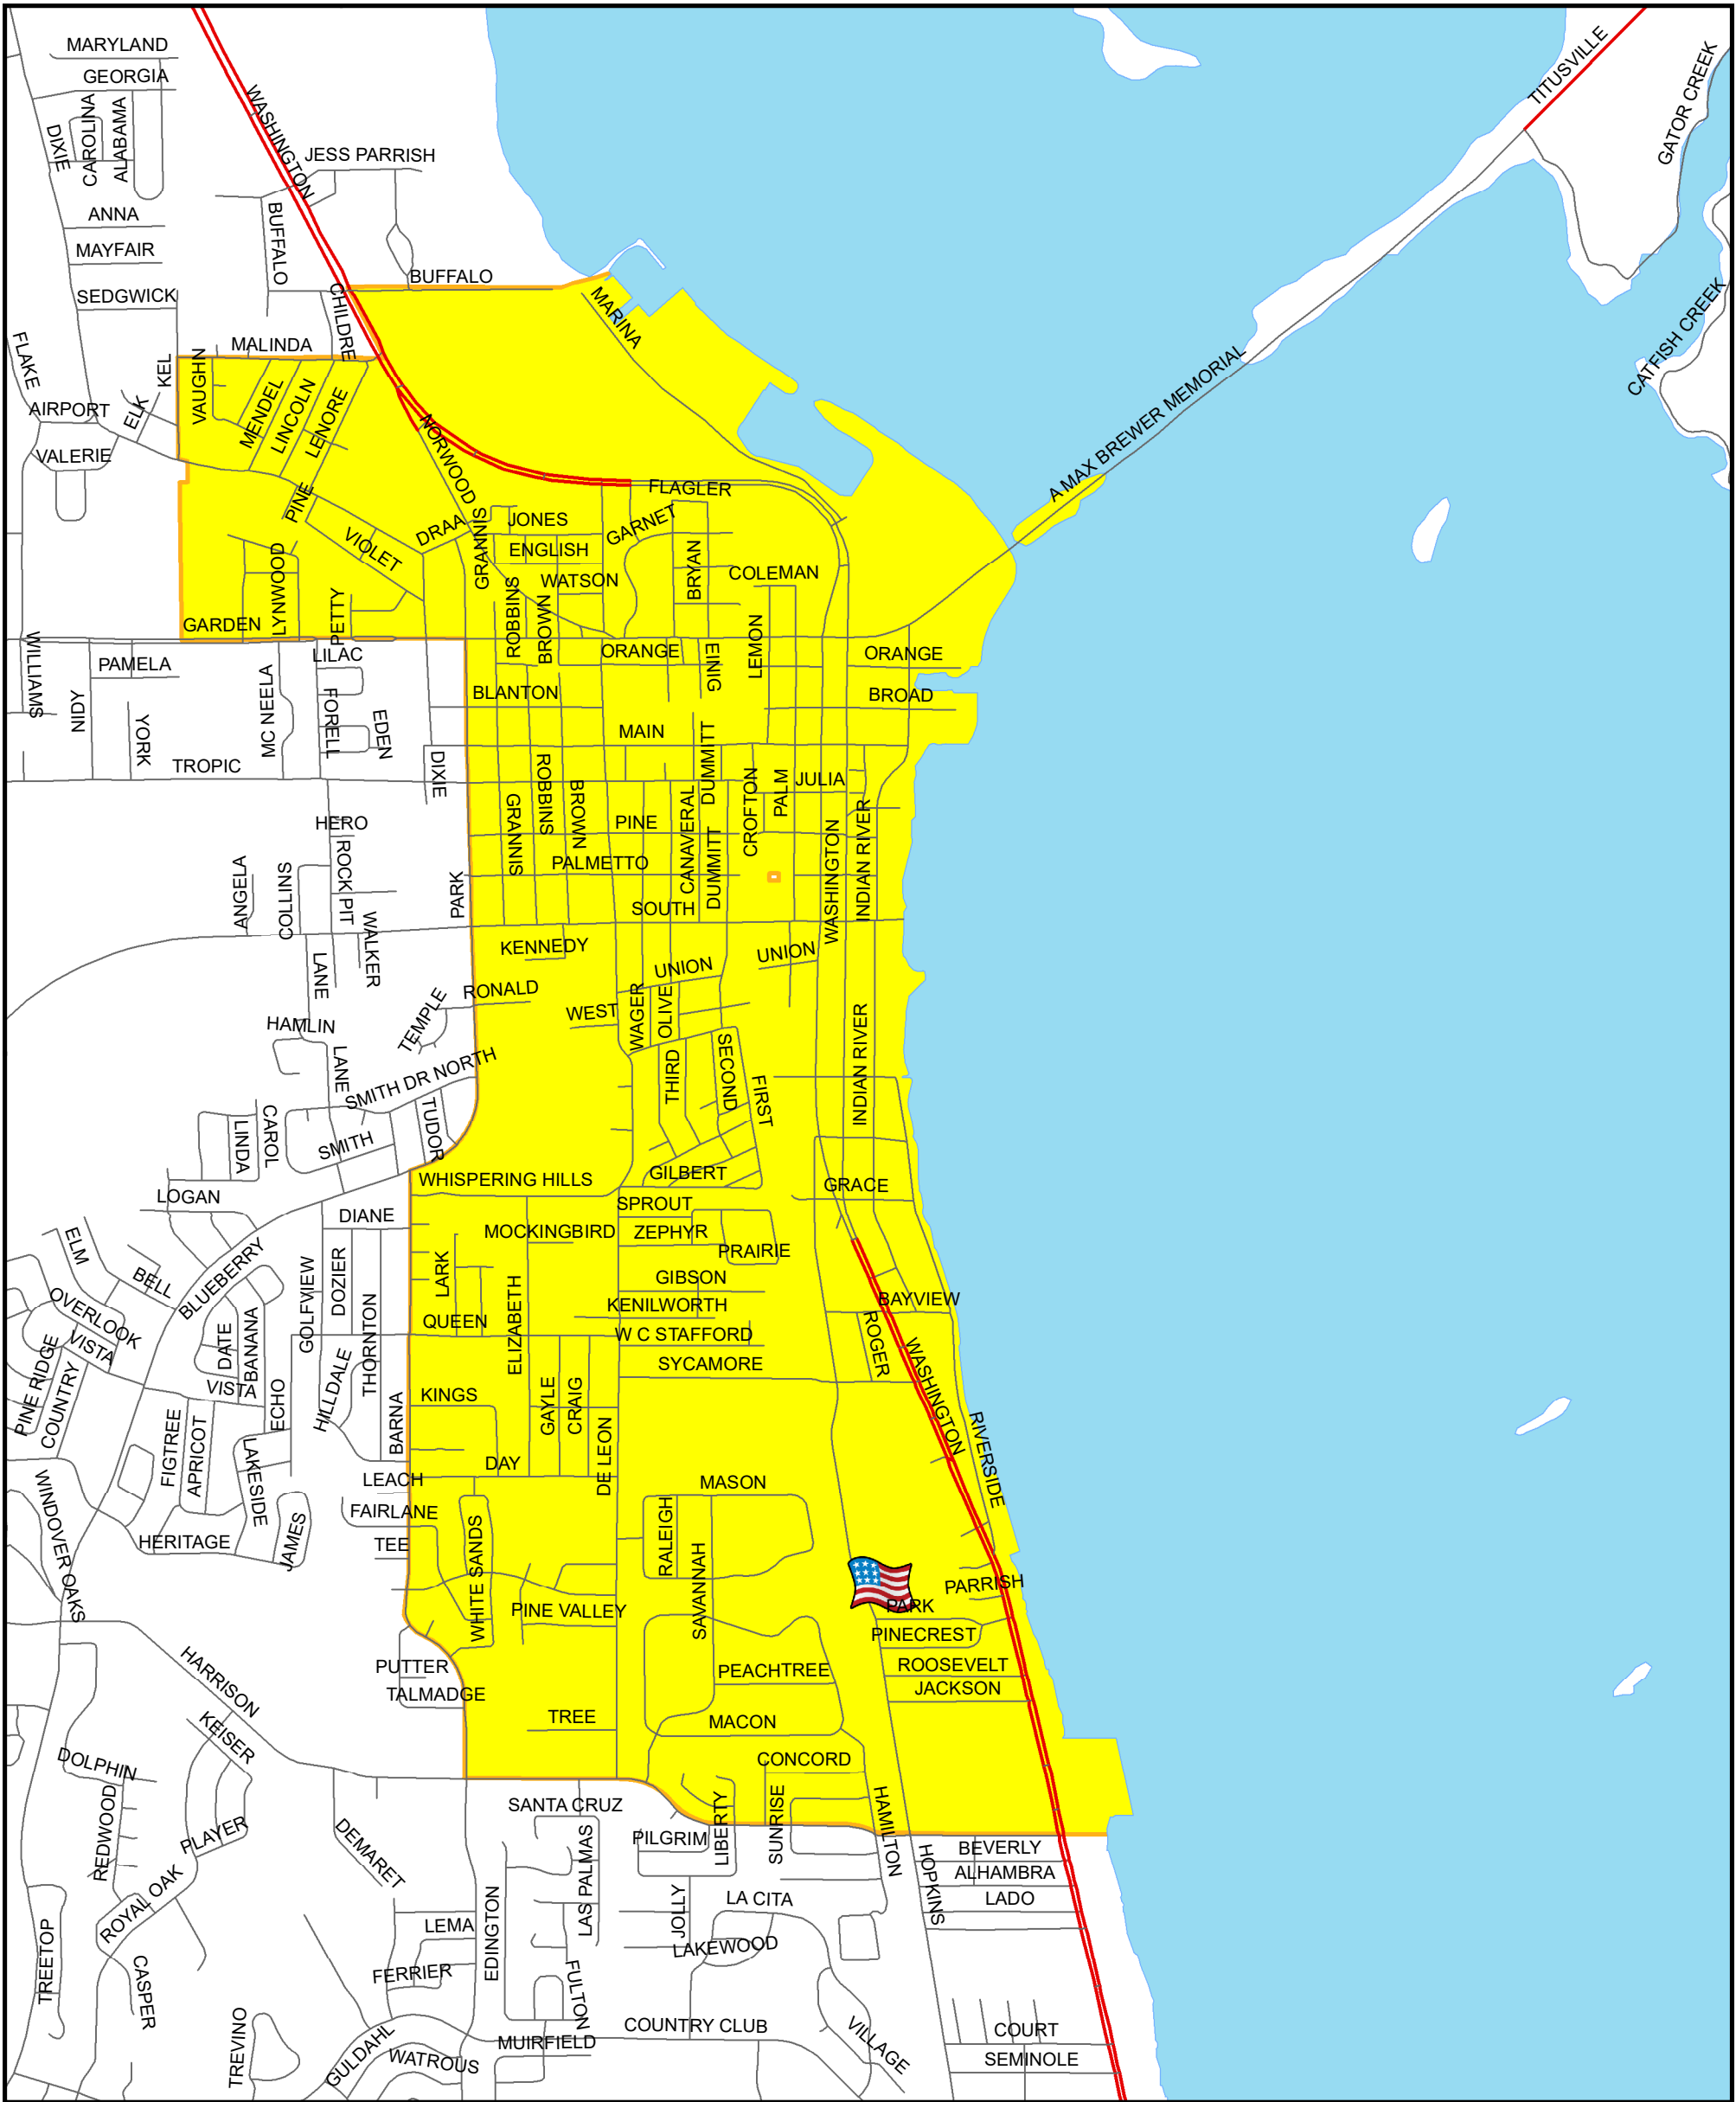 MARYLAND
GEORGIA
CAROLINA
ALABAMA
DIXIE
WASHINGTON
JESS PARRISH
TITUSVILLE
GATOR CREEK
ANNA
MAYFAIR
BUFFALO
BUFFALO
SEDGWICK
CHILDRE
MARINA
CATFISH CREEK
FLAKE
MALINDA
KEL
VAUGHN
MENDEL
LINCOLN
LENORE
AIRPORT
ELK
VALERIE
NORWOOD
A MAX BREWER MEMORIAL
PINE
FLAGLER
VIOLET
DRAA
GRANNIS
JONES
GARNET
ENGLISH
BRYAN
WATSON
COLEMAN
LYNWOOD
PETTY
ROBBINS
BROWN
LEMON
GARDEN
WILLIAMS
PAMELA
LILAC
ORANGE
EING
ORANGE
NIDY
YORK
MC NEELA
FORELL
EDEN
BLANTON
BROAD
MAIN
DUMMITT
TROPIC
DIXIE
ROBBINS
BROWN
GRANNIS
JULIA
PALM
CROFTON
CANAVERAL
HERO
PINE
ROCK PIT
PALMETTO
DUMMITT
WASHINGTON
INDIAN RIVER
ANGELA
COLLINS
PARK
SOUTH
WALKER
LANE
KENNEDY
UNION
UNION
RONALD
WEST
WAGER
OLIVE
TEMPLE
HAMLIN
LANE
SMITH DR NORTH
THIRD
SECOND
FIRST
INDIAN RIVER
TUDOR
LINDA
CAROL
SMITH
WHISPERING HILLS
GILBERT
GRACE
LOGAN
DIANE
SPROUT
MOCKINGBIRD
ZEPHYR
PRAIRIE
ELM
BELL
BLUEBERRY
GOLFVIEW
DOZIER
THORNTON
LARK
ELIZABETH
GIBSON
KENILWORTH
BAYVIEW
OVERLOOK
VISTA
DATE
BANANA
QUEEN
W C STAFFORD
ROGER
SYCAMORE
WASHINGTON
PINE RIDGE
COUNTRY
VISTA
ECHO
HILLDALE
KINGS
GAYLE
CRAIG
BARNA
FIGTREE
APRICOT
LAKESIDE
DE LEON
RIVERSIDE
DAY
LEACH
MASON
WINDOVER OAKS
JAMES
FAIRLANE
HERITAGE
TEE
WHITE SANDS
RALEIGH
SAVANNAH
PARRISH
PARK
PINE VALLEY
PINECREST
HARRISON
PUTTER
TALMADGE
PEACHTREE
ROOSEVELT
JACKSON
KEISER
TREE
MACON
DOLPHIN
CONCORD
REDWOOD
PLAYER
SANTA CRUZ
LIBERTY
SUNRISE
HAMILTON
DEMARET
LAS PALMAS
PILGRIM
HOPKINS
BEVERLY
ALHAMBRA
ROYAL OAK
LA CITA
LADO
TREETOP
CASPER
LEMA
EDINGTON
JOLLY
LAKEWOOD
FERRIER
FULTON
TREVINO
GULDAHL
WATROUS
MUIRFIELD
COUNTRY CLUB
VILLAGE
COURT
SEMINOLE